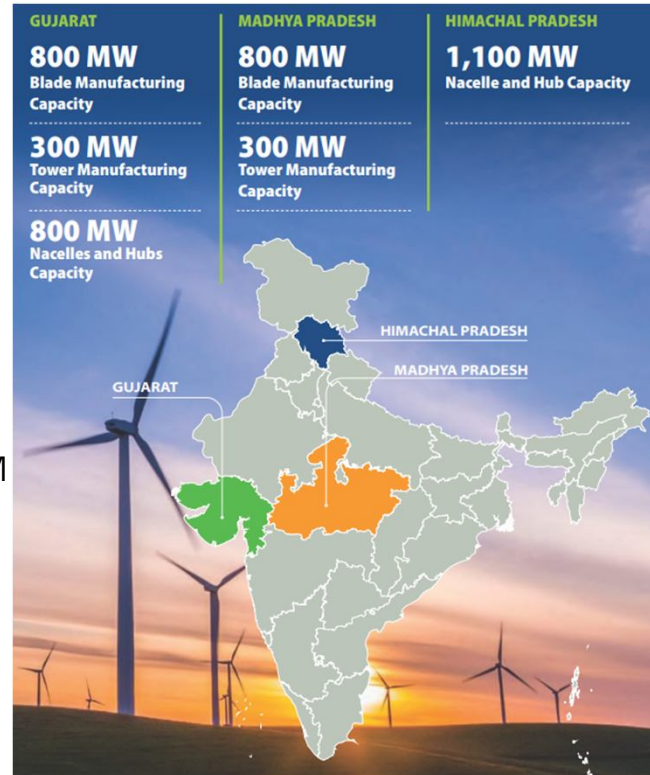 GUJARAT
800 MW
Blade Manufacturing
Capacity
300 MW
Tower Manufacturing
Capacity
800 MW
Nacelles and Hubs
Capacity
MADHYA PRADESH
800 MW
Blade Manufacturing
Capacity
300 MW
Tower Manufacturing
Capacity
HIMACHAL PRADESH
1,100 MW
Nacelle and Hub Capacity
HIMACHAL PRADESH
MADHYA PRADESH
GUJARAT